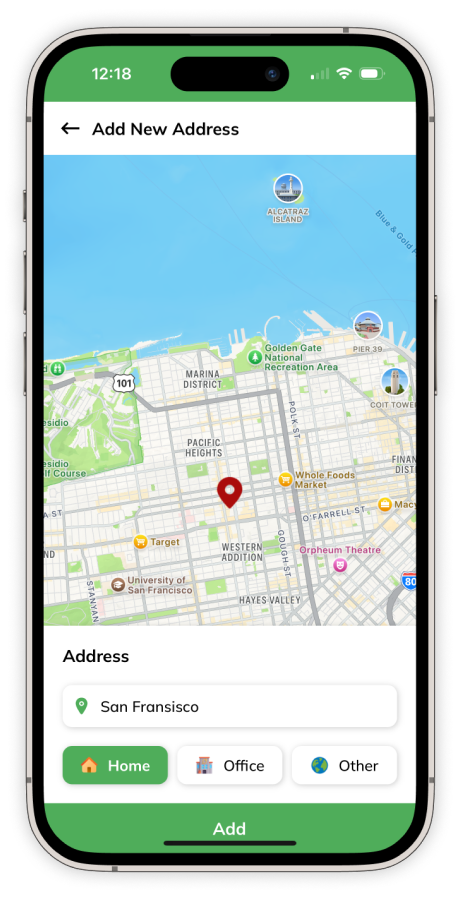 12:18
Add New Address
ALCATRAZ
ISLAND
Blue & Gold
PIER 39
Golden Gate
National
Recreation Area
101
MARINA
DISTRICT
COIT TOWER
POLK ST
esidio
PACIFIC
HEIGHTS
esidio
lf Course
FINAN
DIST
Whole Foods
Market
Macy
A ST
O'FARRELL ST
Target
ND
WESTERN
ADDITION
GOUGH ST
Orpheum Theatre
80
University of
San Francisco
STANYAN
HAYES VALLEY
Address
San Fransisco
Home
Office
Other
Add